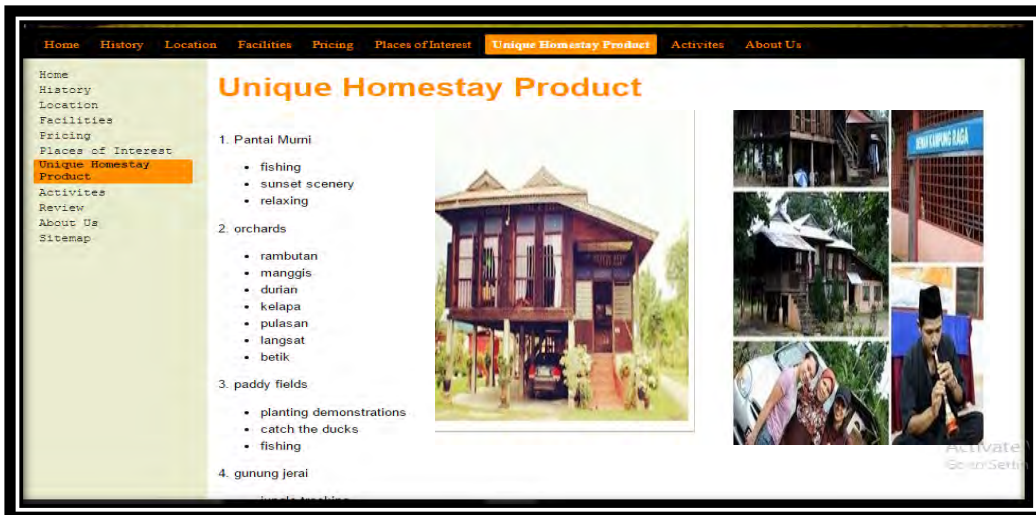 Home History Location Facilities Pricing Places of Interest Unique Homestay Product Activites About Us
Home
History
Location
Facilities
Pricing
Places of Interest
Unique Homestay
Product
Activites
Review
About Us
Sitemap
Unique Homestay Product
1. Pantai Murni
• fishing
• sunset scenery
• relaxing
2. orchards
• rambutan
• manggis
• durian
• kelapa
• pulasan
• langsat
• betik
3. paddy fields
• planting demonstrations
• catch the ducks
• fishing
4. gunung jerai
KAMPUNG RAGA
Activate